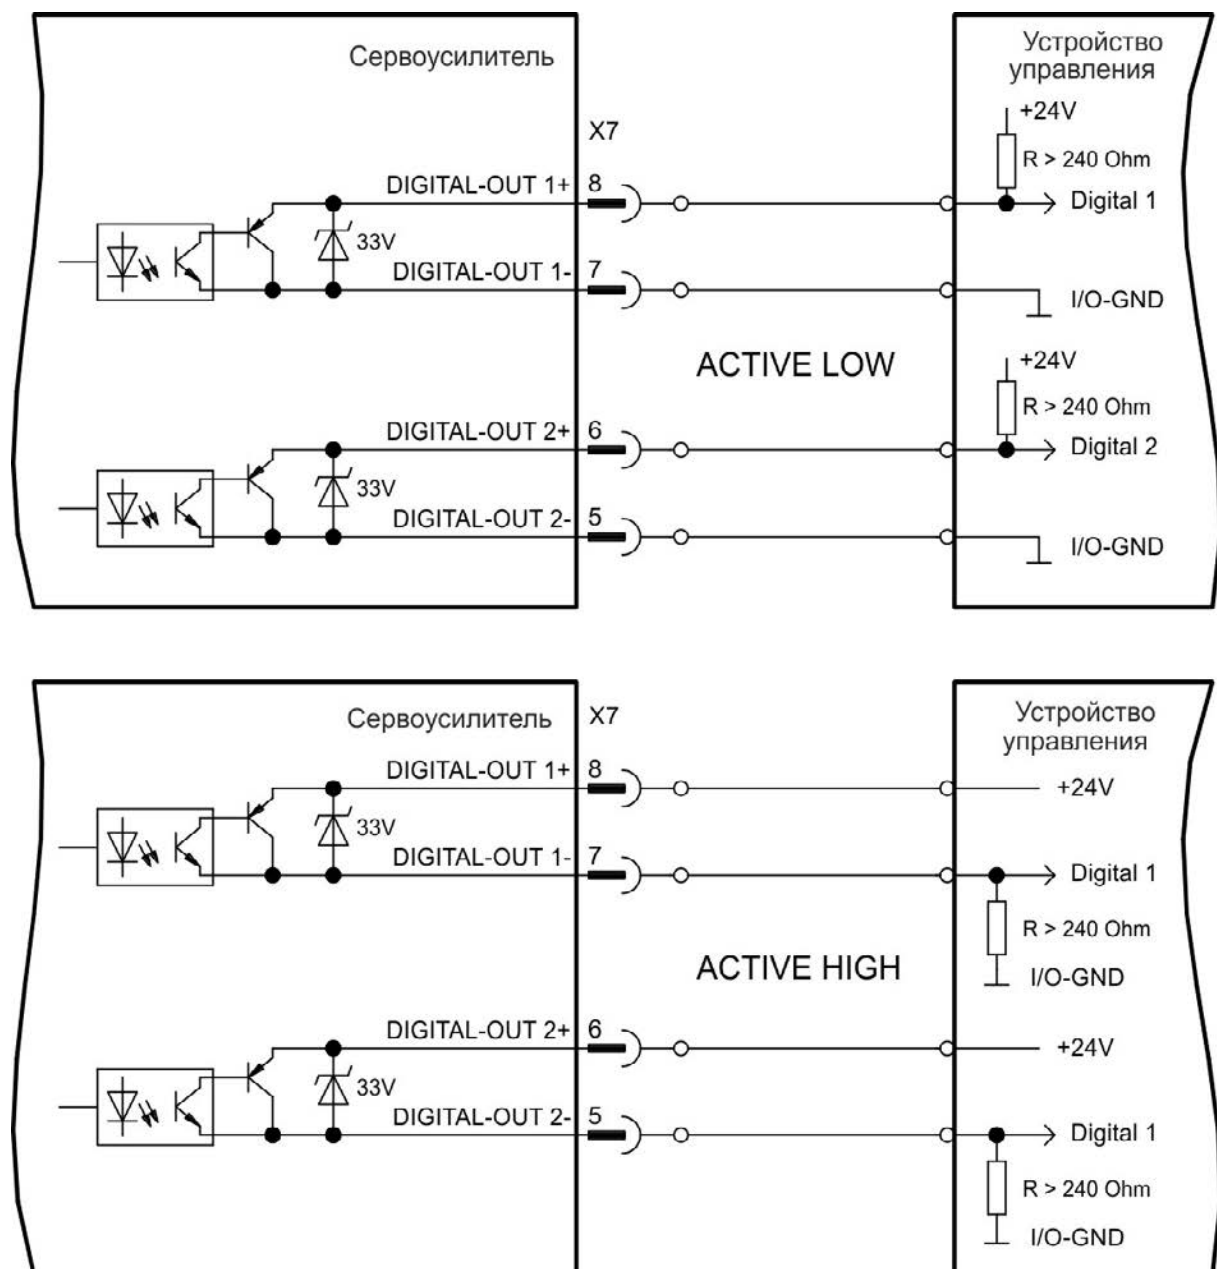 Сервоусилитель
Устройство
управления
+24V
X7
R > 240 Ohm
DIGITAL-OUT 1+
8
Digital 1
33V
DIGITAL-OUT 1-
7
I/O-GND
ACTIVE LOW
+24V
R > 240 Ohm
DIGITAL-OUT 2+
6
Digital 2
33V
DIGITAL-OUT 2-
5
I/O-GND
Сервоусилитель
X7
Устройство
управления
DIGITAL-OUT 1+
8
+24V
33V
DIGITAL-OUT 1-
7
Digital 1
R > 240 Ohm
ACTIVE HIGH
I/O-GND
DIGITAL-OUT 2+
6
+24V
33V
DIGITAL-OUT 2-
5
Digital 1
R > 240 Ohm
I/O-GND